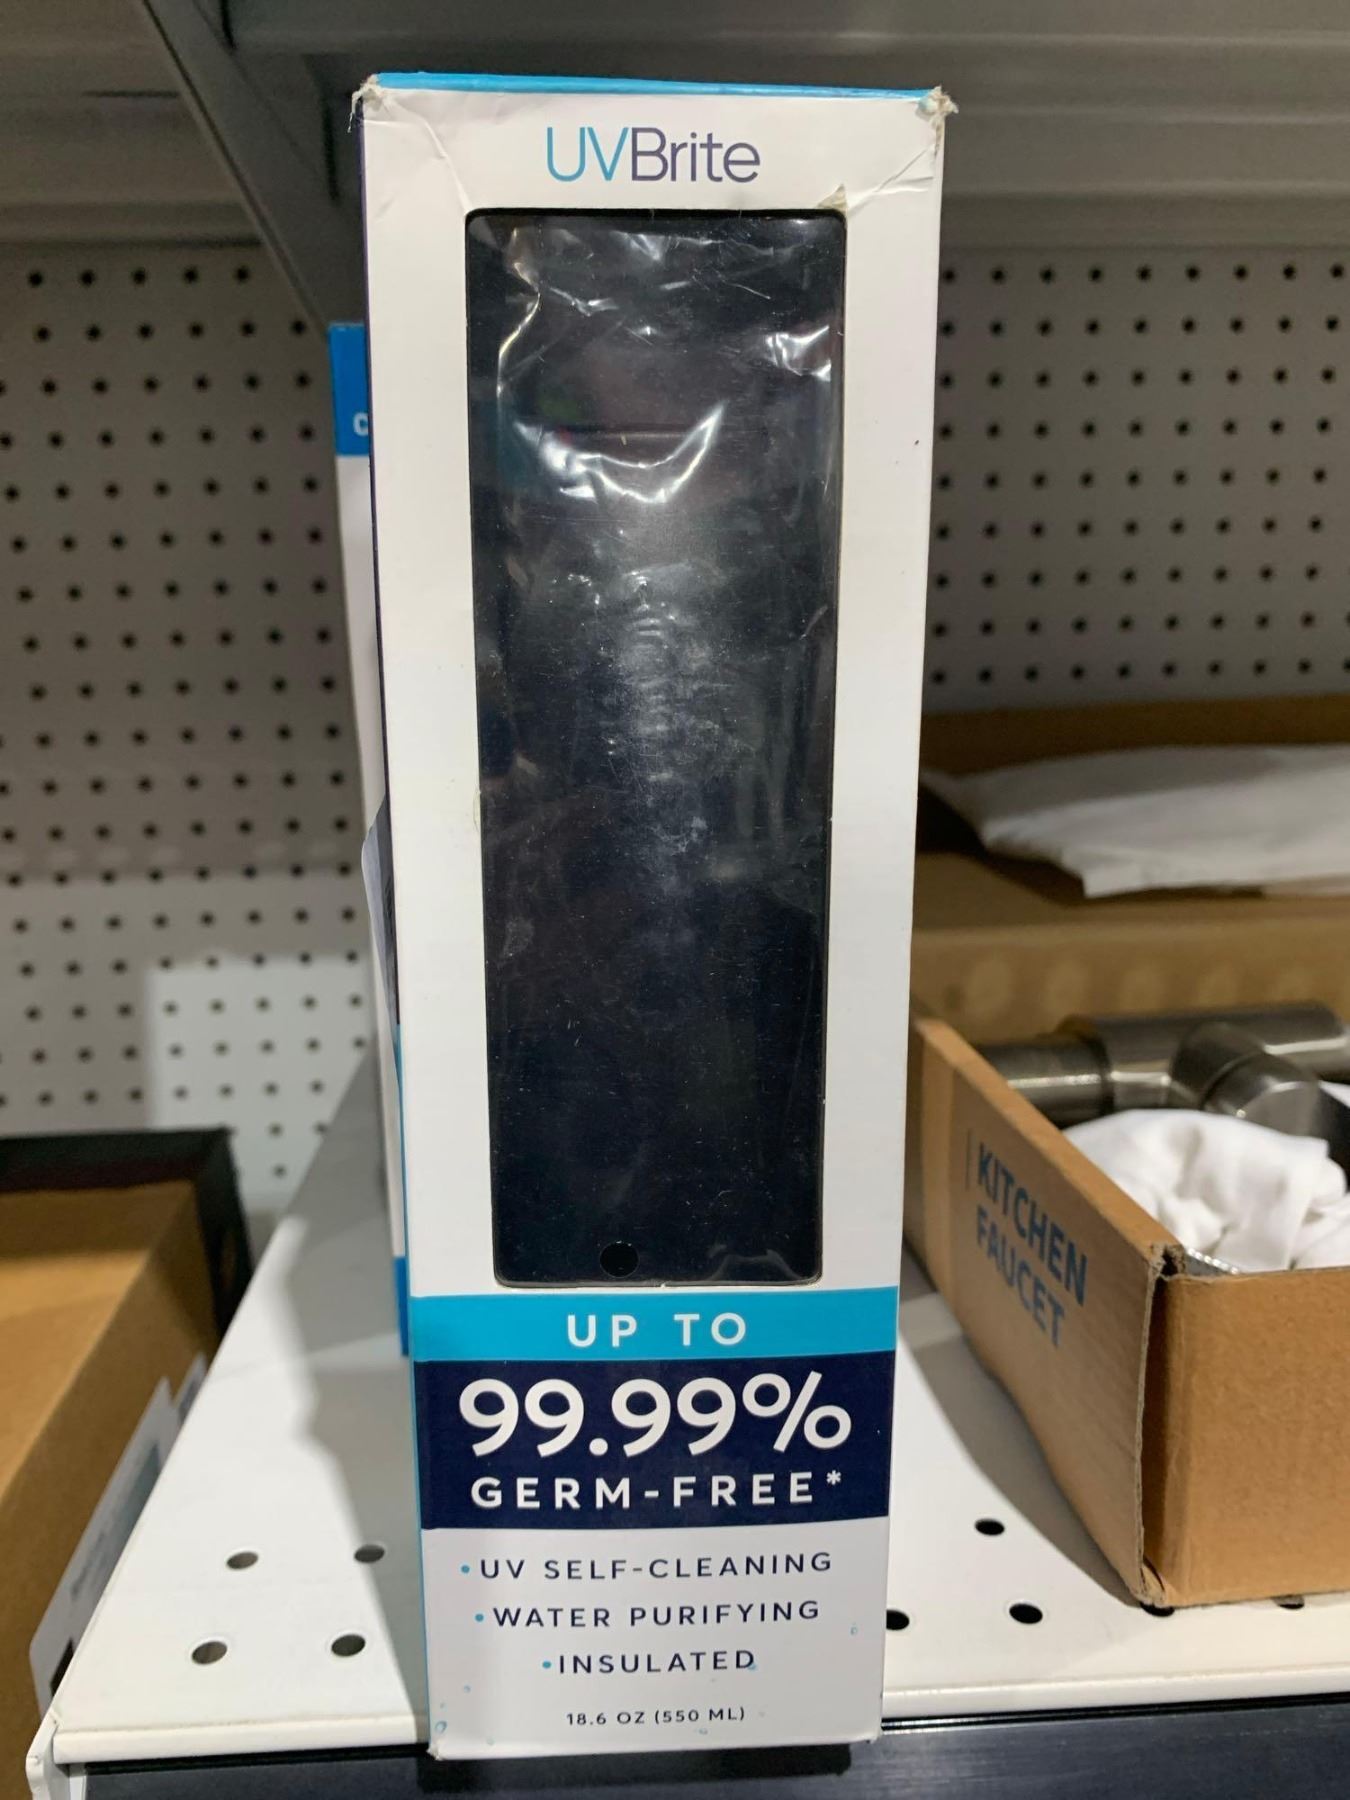 UVBrite
UP TO
99.99%
GERM-FREE*
•UV SELF-CLEANING
•WATER PURIFYING
•INSULATED
18.6 OZ (550 ML)
KITCHEN
FAUCET